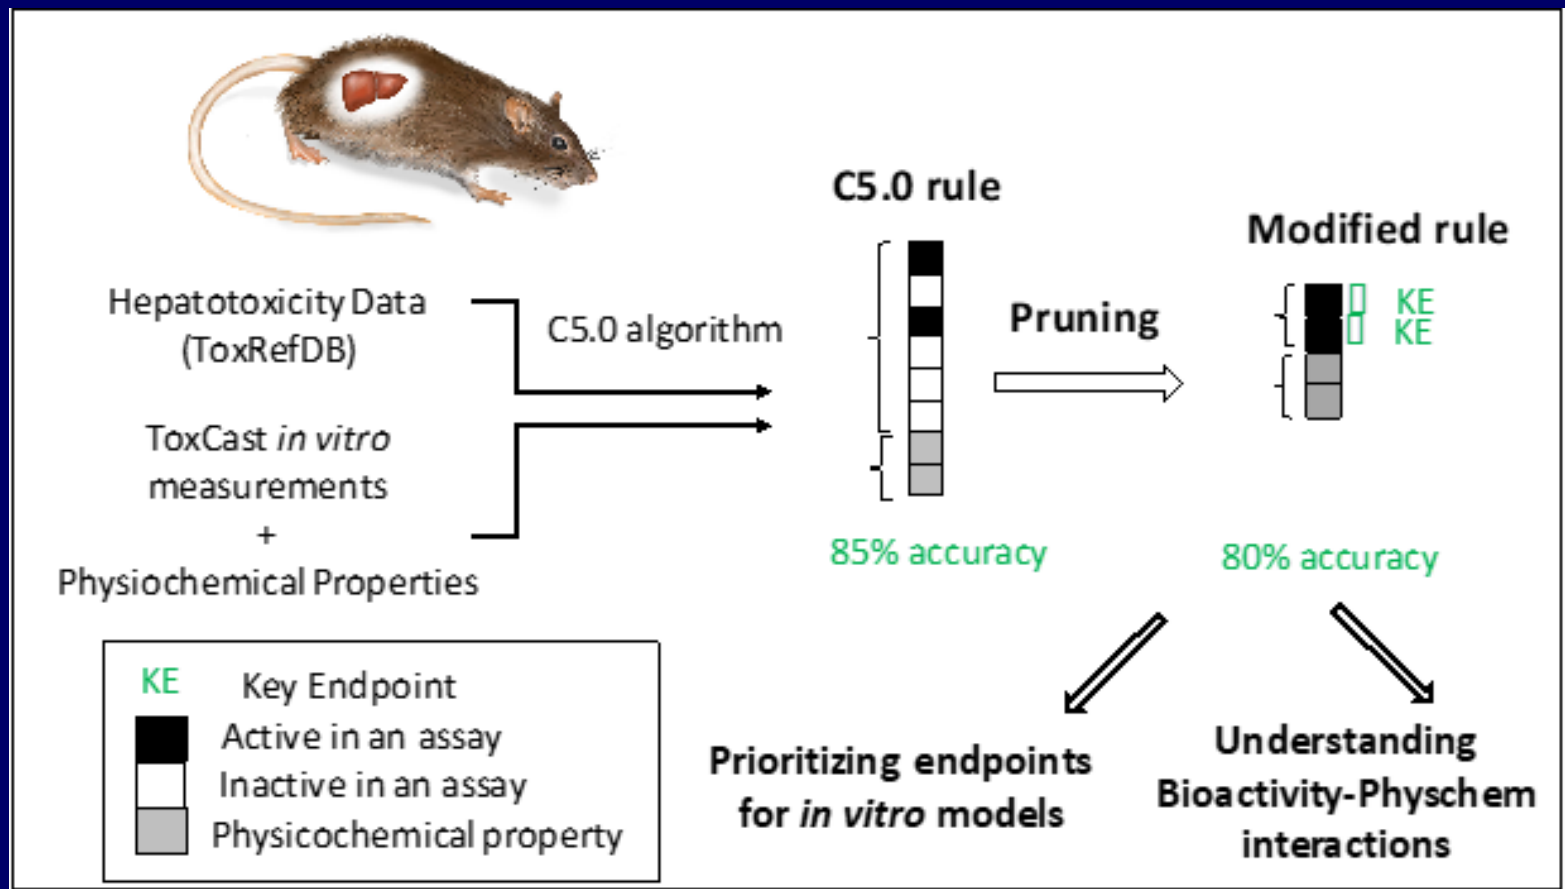 Hepatotoxicity Data
(ToxRefDB)
ToxCast in vitro
measurements
+
Physiochemical Properties
C5.0 algorithm
C5.0 rule
85% accuracy
Pruning
Modified rule
KE
KE
80% accuracy
Prioritizing endpoints
for in vitro models
Understanding
Bioactivity-Physchem
interactions
KE Key Endpoint
Active in an assay
Inactive in an assay
Physicochemical property